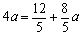 4a = 12/5 + 8/5 a